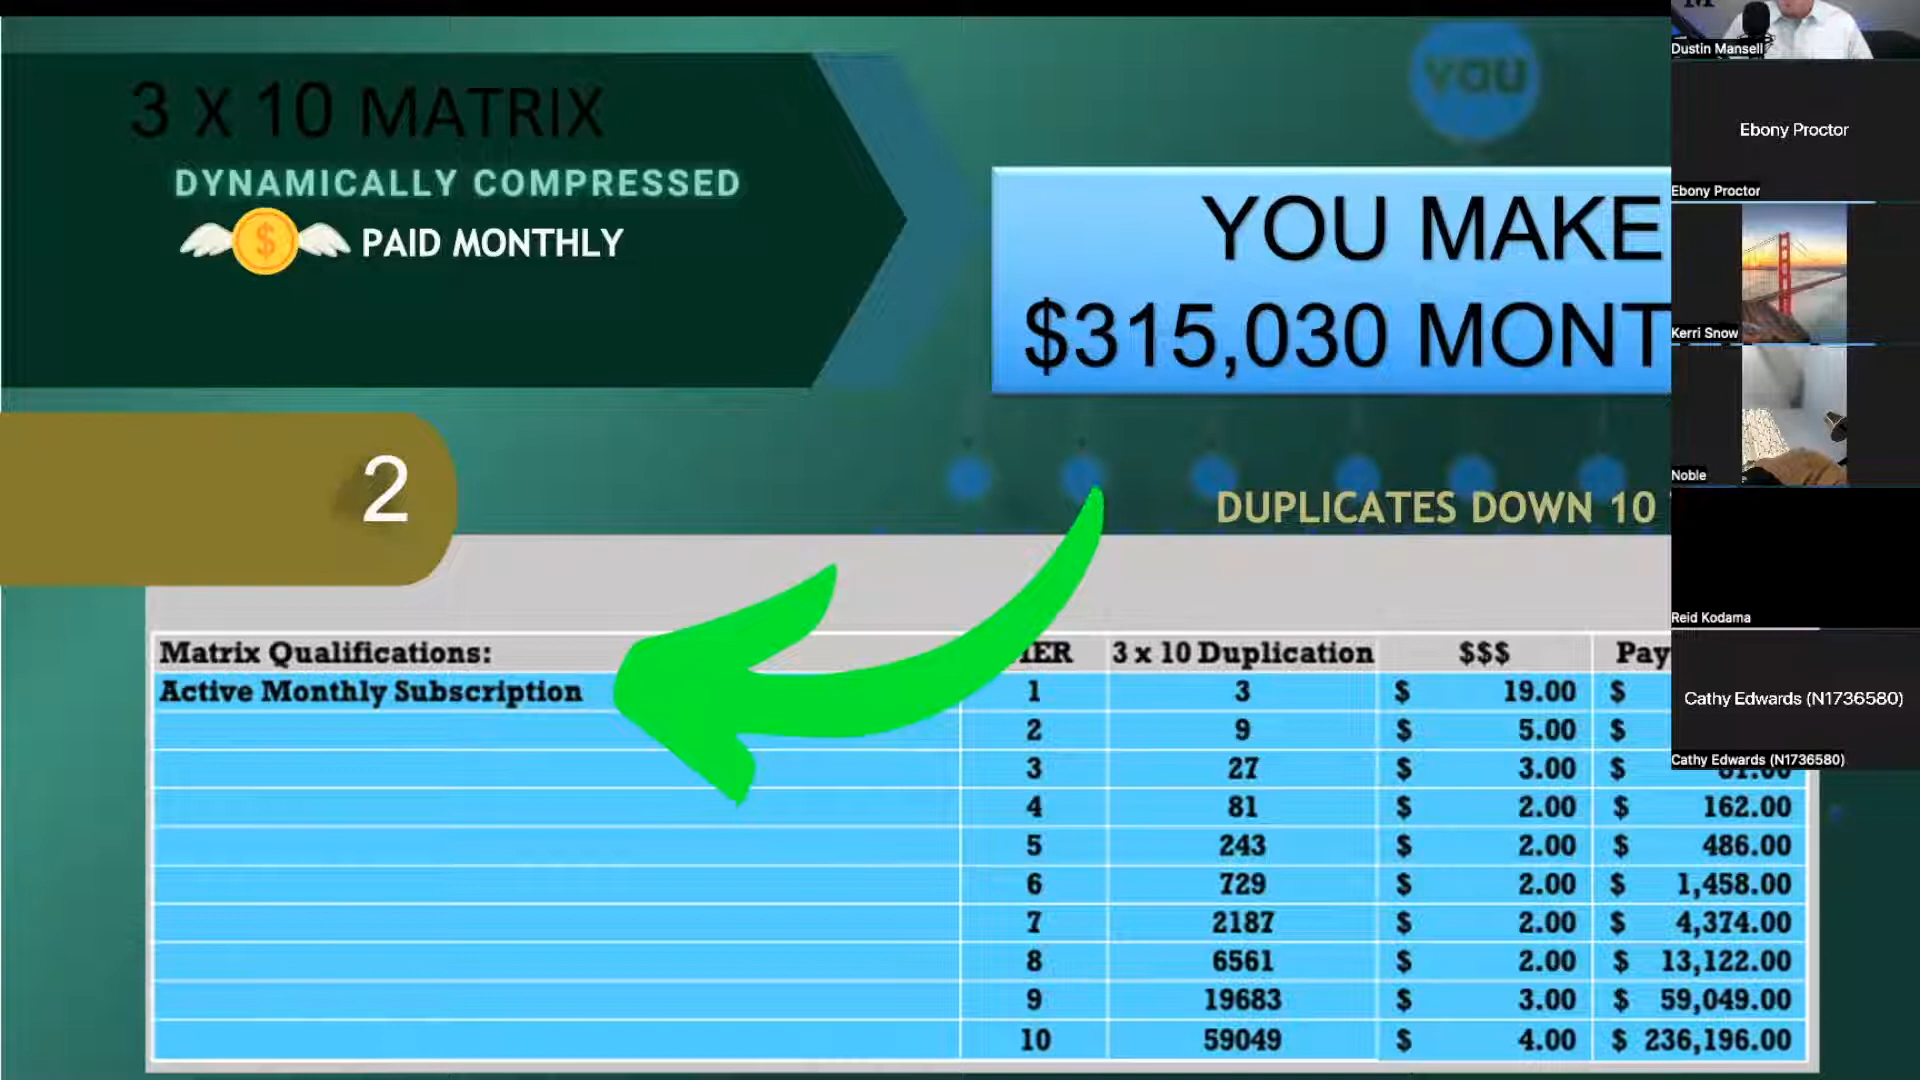 3 X 10 MATRIX
DYNAMICALLY COMPRESSED
$ PAID MONTHLY
you
YOU MAKE
$315,030 MONT
2
DUPLICATES DOWN 10
Matrix Qualifications: IER 3 x 10 Duplication $$$ Pay
Active Monthly Subscription 1 3 $ 19.00 $
2 9 $ 5.00 $
3 27 $ 3.00 $ 81.00
4 81 $ 2.00 $ 162.00
5 243 $ 2.00 $ 486.00
6 729 $ 2.00 $ 1,458.00
7 2187 $ 2.00 $ 4,374.00
8 6561 $ 2.00 $ 13,122.00
9 19683 $ 3.00 $ 59,049.00
10 59049 $ 4.00 $ 236,196.00
Dustin Mansell
Ebony Proctor
Ebony Proctor
Kerri Snow
Noble
Reid Kodama
Cathy Edwards (N1736580)
Cathy Edwards (N1736580)